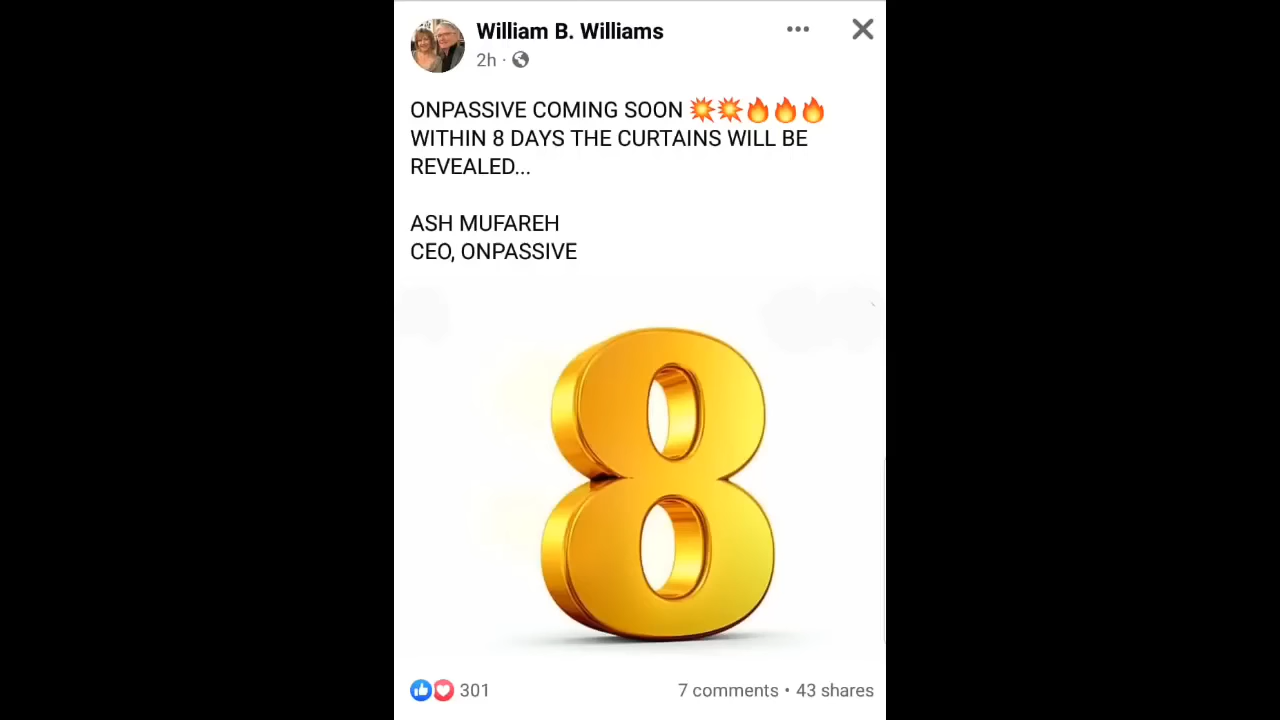 William B. Williams
2h ·
ONPASSIVE COMING SOON 💥💥🔥🔥🔥
WITHIN 8 DAYS THE CURTAINS WILL BE
REVEALED...
ASH MUFAREH
CEO, ONPASSIVE
8
301
7 comments • 43 shares